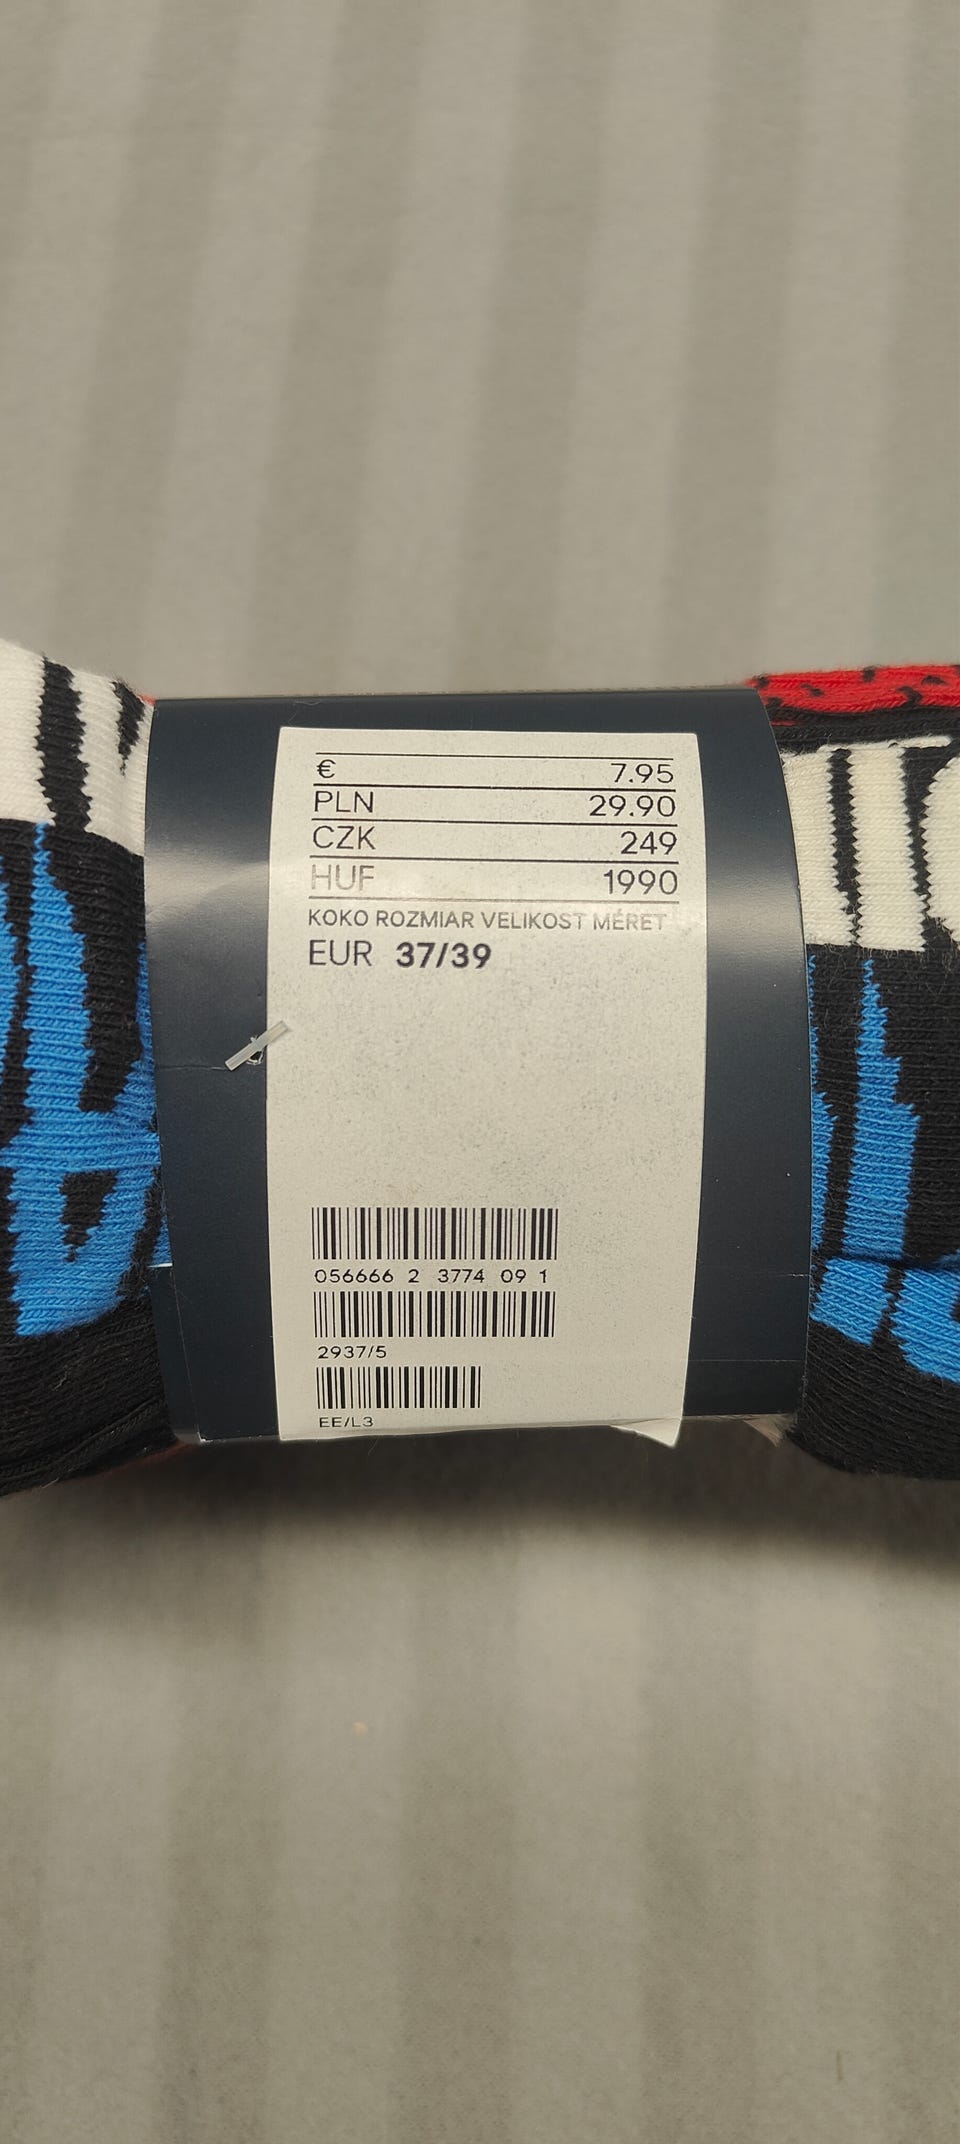 € 7.95
PLN 29.90
CZK 249
HUF 1990
KOKO ROZMIAR VELIKOST MÉRET
EUR 37/39
056666 2 3774 09 1
2937/5
EE/L3